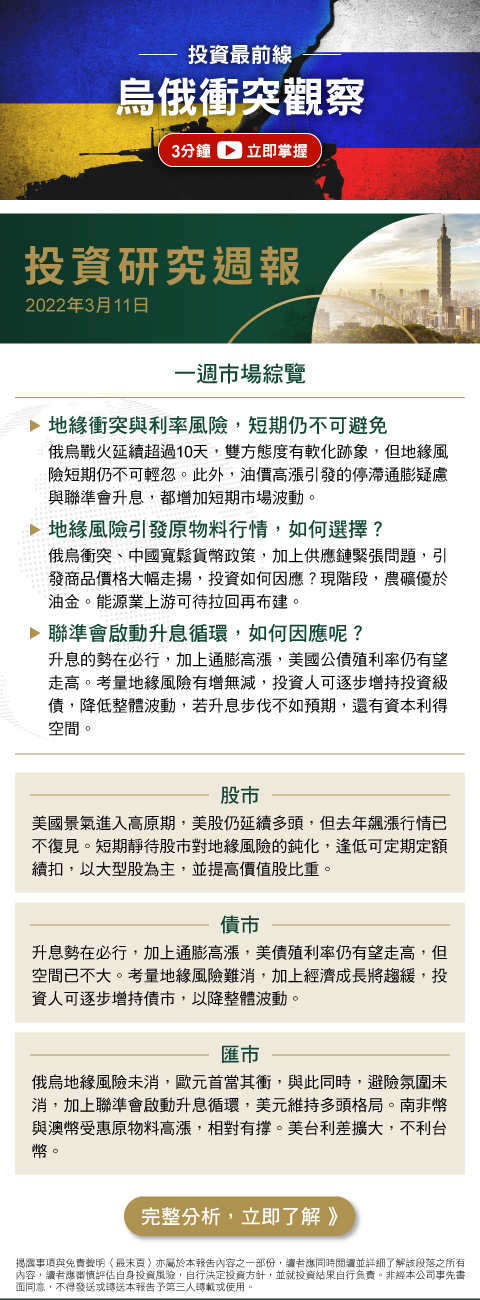 投資最前線
烏俄衝突觀察
3分鐘 立即掌握
投資研究週報
2022年3月11日
一週市場綜覽
地緣衝突與利率風險，短期仍不可避免
俄烏戰火延續超過10天，雙方態度有軟化跡象，但地緣風
險短期仍不可輕忽。此外，油價高漲引發的停滯通膨疑慮
與聯準會升息，都增加短期市場波動。
地緣風險引發原物料行情，如何選擇？
俄烏衝突、中國寬鬆貨幣政策，加上供應鏈緊張問題，引
發商品價格大幅走揚，投資如何因應？現階段，農礦優於
油金。能源業上游可待拉回再布建。
聯準會啟動升息循環，如何因應呢？
升息的勢在必行，加上通膨高漲，美國公債殖利率仍有望
走高。考量地緣風險有增無減，投資人可逐步增持投資級
債，降低整體波動，若升息步伐不如預期，還有資本利得
空間。
股市
美國景氣進入高原期，美股仍延續多頭，但去年飆漲行情已
不復見。短期靜待股市對地緣風險的鈍化，逢低可定期定額
續扣，以大型股為主，並提高價值股比重。
債市
升息勢在必行，加上通膨高漲，美債殖利率仍有望走高，但
空間已不大。考量地緣風險難消，加上經濟成長將趨緩，投
資人可逐步增持債市，以降整體波動。
匯市
俄烏地緣風險未消，歐元首當其衝，與此同時，避險氛圍未
消，加上聯準會啟動升息循環，美元維持多頭格局。南非幣
與澳幣受惠原物料高漲，相對有撐。美台利差擴大，不利台
幣。
完整分析，立即了解 》
揭露事項與免責聲明（最末頁）亦屬於本報告內容之一部份，讀者應同時閱讀並詳細了解該段落之所有
內容，讀者應審慎評估自身投資風險，自行決定投資方針，並就投資結果自行負責。非經本公司事先書
面同意，不得發送或轉送本報告予第三人轉載或使用。